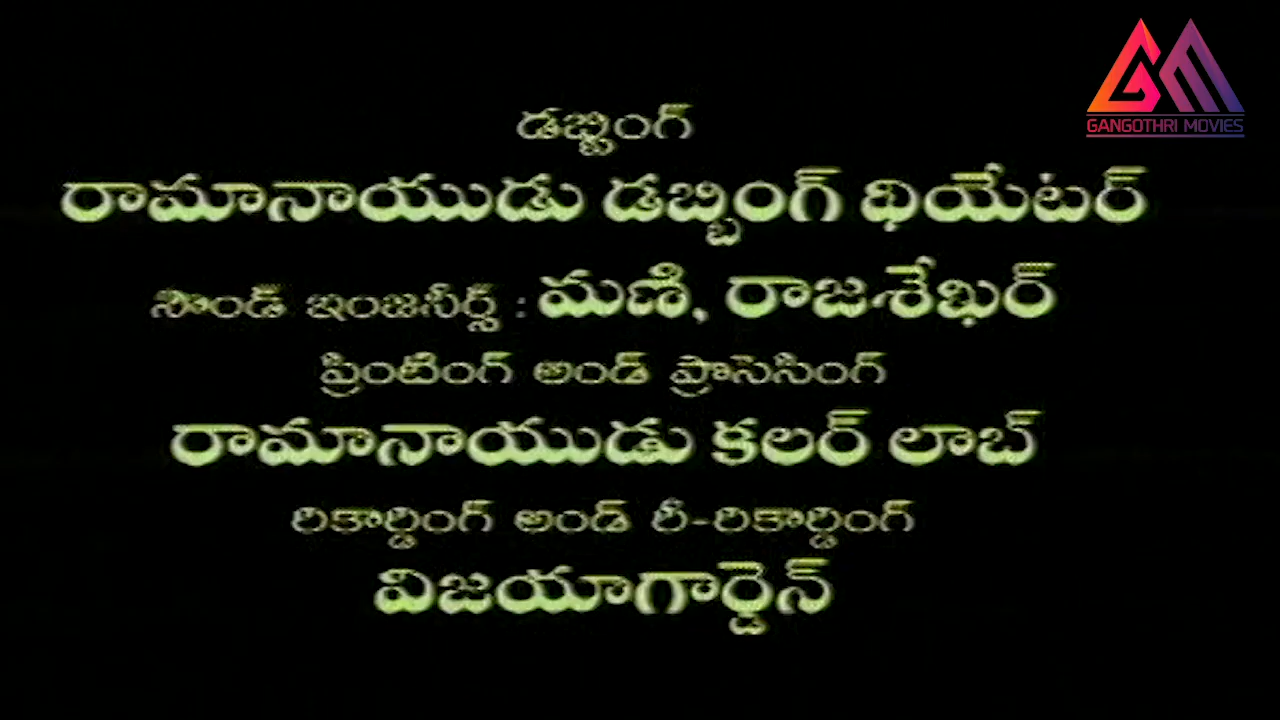 GANGOTHRI MOVIES
డబ్బింగ్
రామానాయుడు డబ్బింగ్ థియేటర్
సౌండ్ ఇంజనీర్స్ : మణి, రాజశేఖర్
ప్రింటింగ్ అండ్ ప్రొసెసింగ్
రామానాయుడు కలర్ లాబ్
రికార్డింగ్ అండ్ రీ-రికార్డింగ్
విజయాగార్డెన్